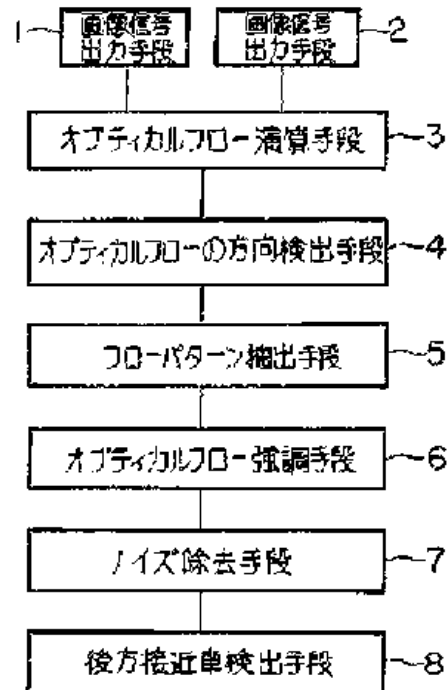 1
画像信号
出力手段
画像信号
出力手段
2
オプティカルフロー演算手段
3
オプティカルフローの方向検出手段
4
フローパターン抽出手段
5
オプティカルフロー強調手段
6
ノイズ除去手段
7
後方接近車検出手段
8